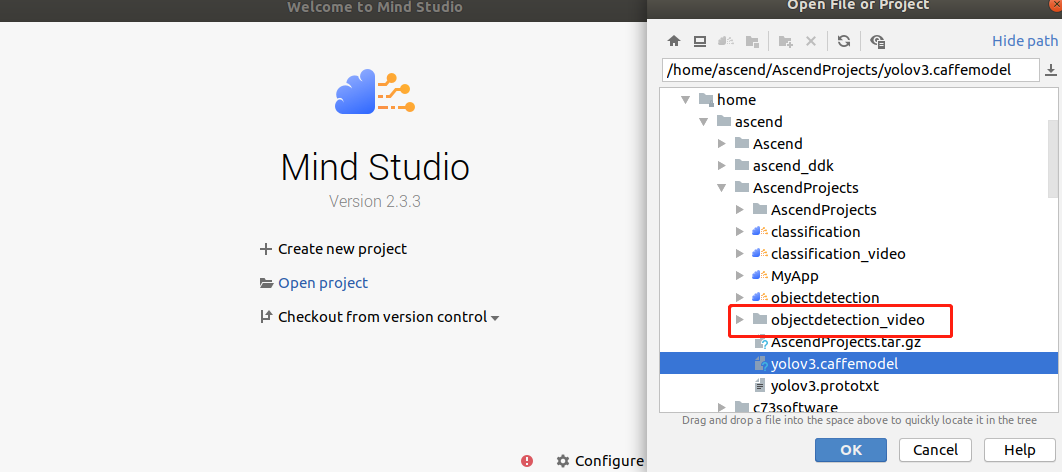 Welcome to Mind Studio
Mind Studio
Version 2.3.3
Create new project
Open project
Checkout from version control
Configure
Open File or Project
Hide path
/home/ascend/AscendProjects/yolov3.caffemodel
home
ascend
Ascend
ascend_ddk
AscendProjects
AscendProjects
classification
classification_video
MyApp
objectdetection
objectdetection_video
AscendProjects.tar.gz
yolov3.caffemodel
yolov3.prototxt
c73software
Drag and drop a file into the space above to quickly locate it in the tree
OK
Cancel
Help